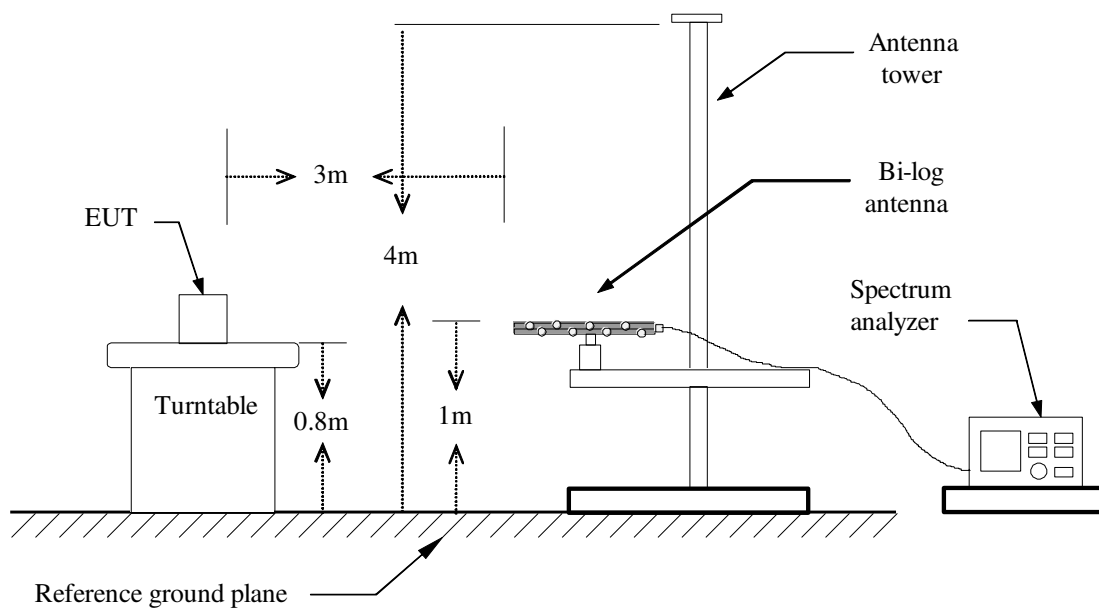 Antenna
tower
3m
Bi-log
antenna
EUT
4m
Spectrum
analyzer
Turntable
0.8m
1m
Reference ground plane